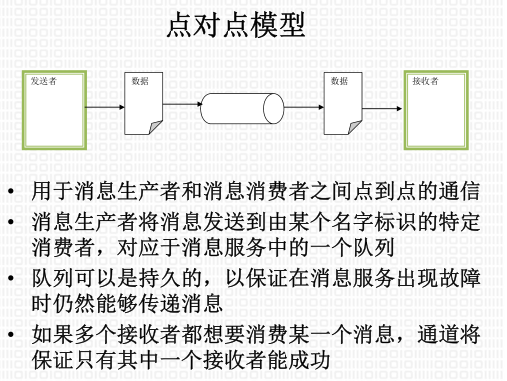 点对点模型
发送者
数据
数据
接收者
• 用于消息生产者和消息消费者之间点到点的通信
• 消息生产者将消息发送到由某个名字标识的特定
消费者，对应于消息服务中的一个队列
• 队列可以是持久的，以保证在消息服务出现故障
时仍然能够传递消息
• 如果多个接收者都想要消费某一个消息，通道将
保证只有其中一个接收者能成功